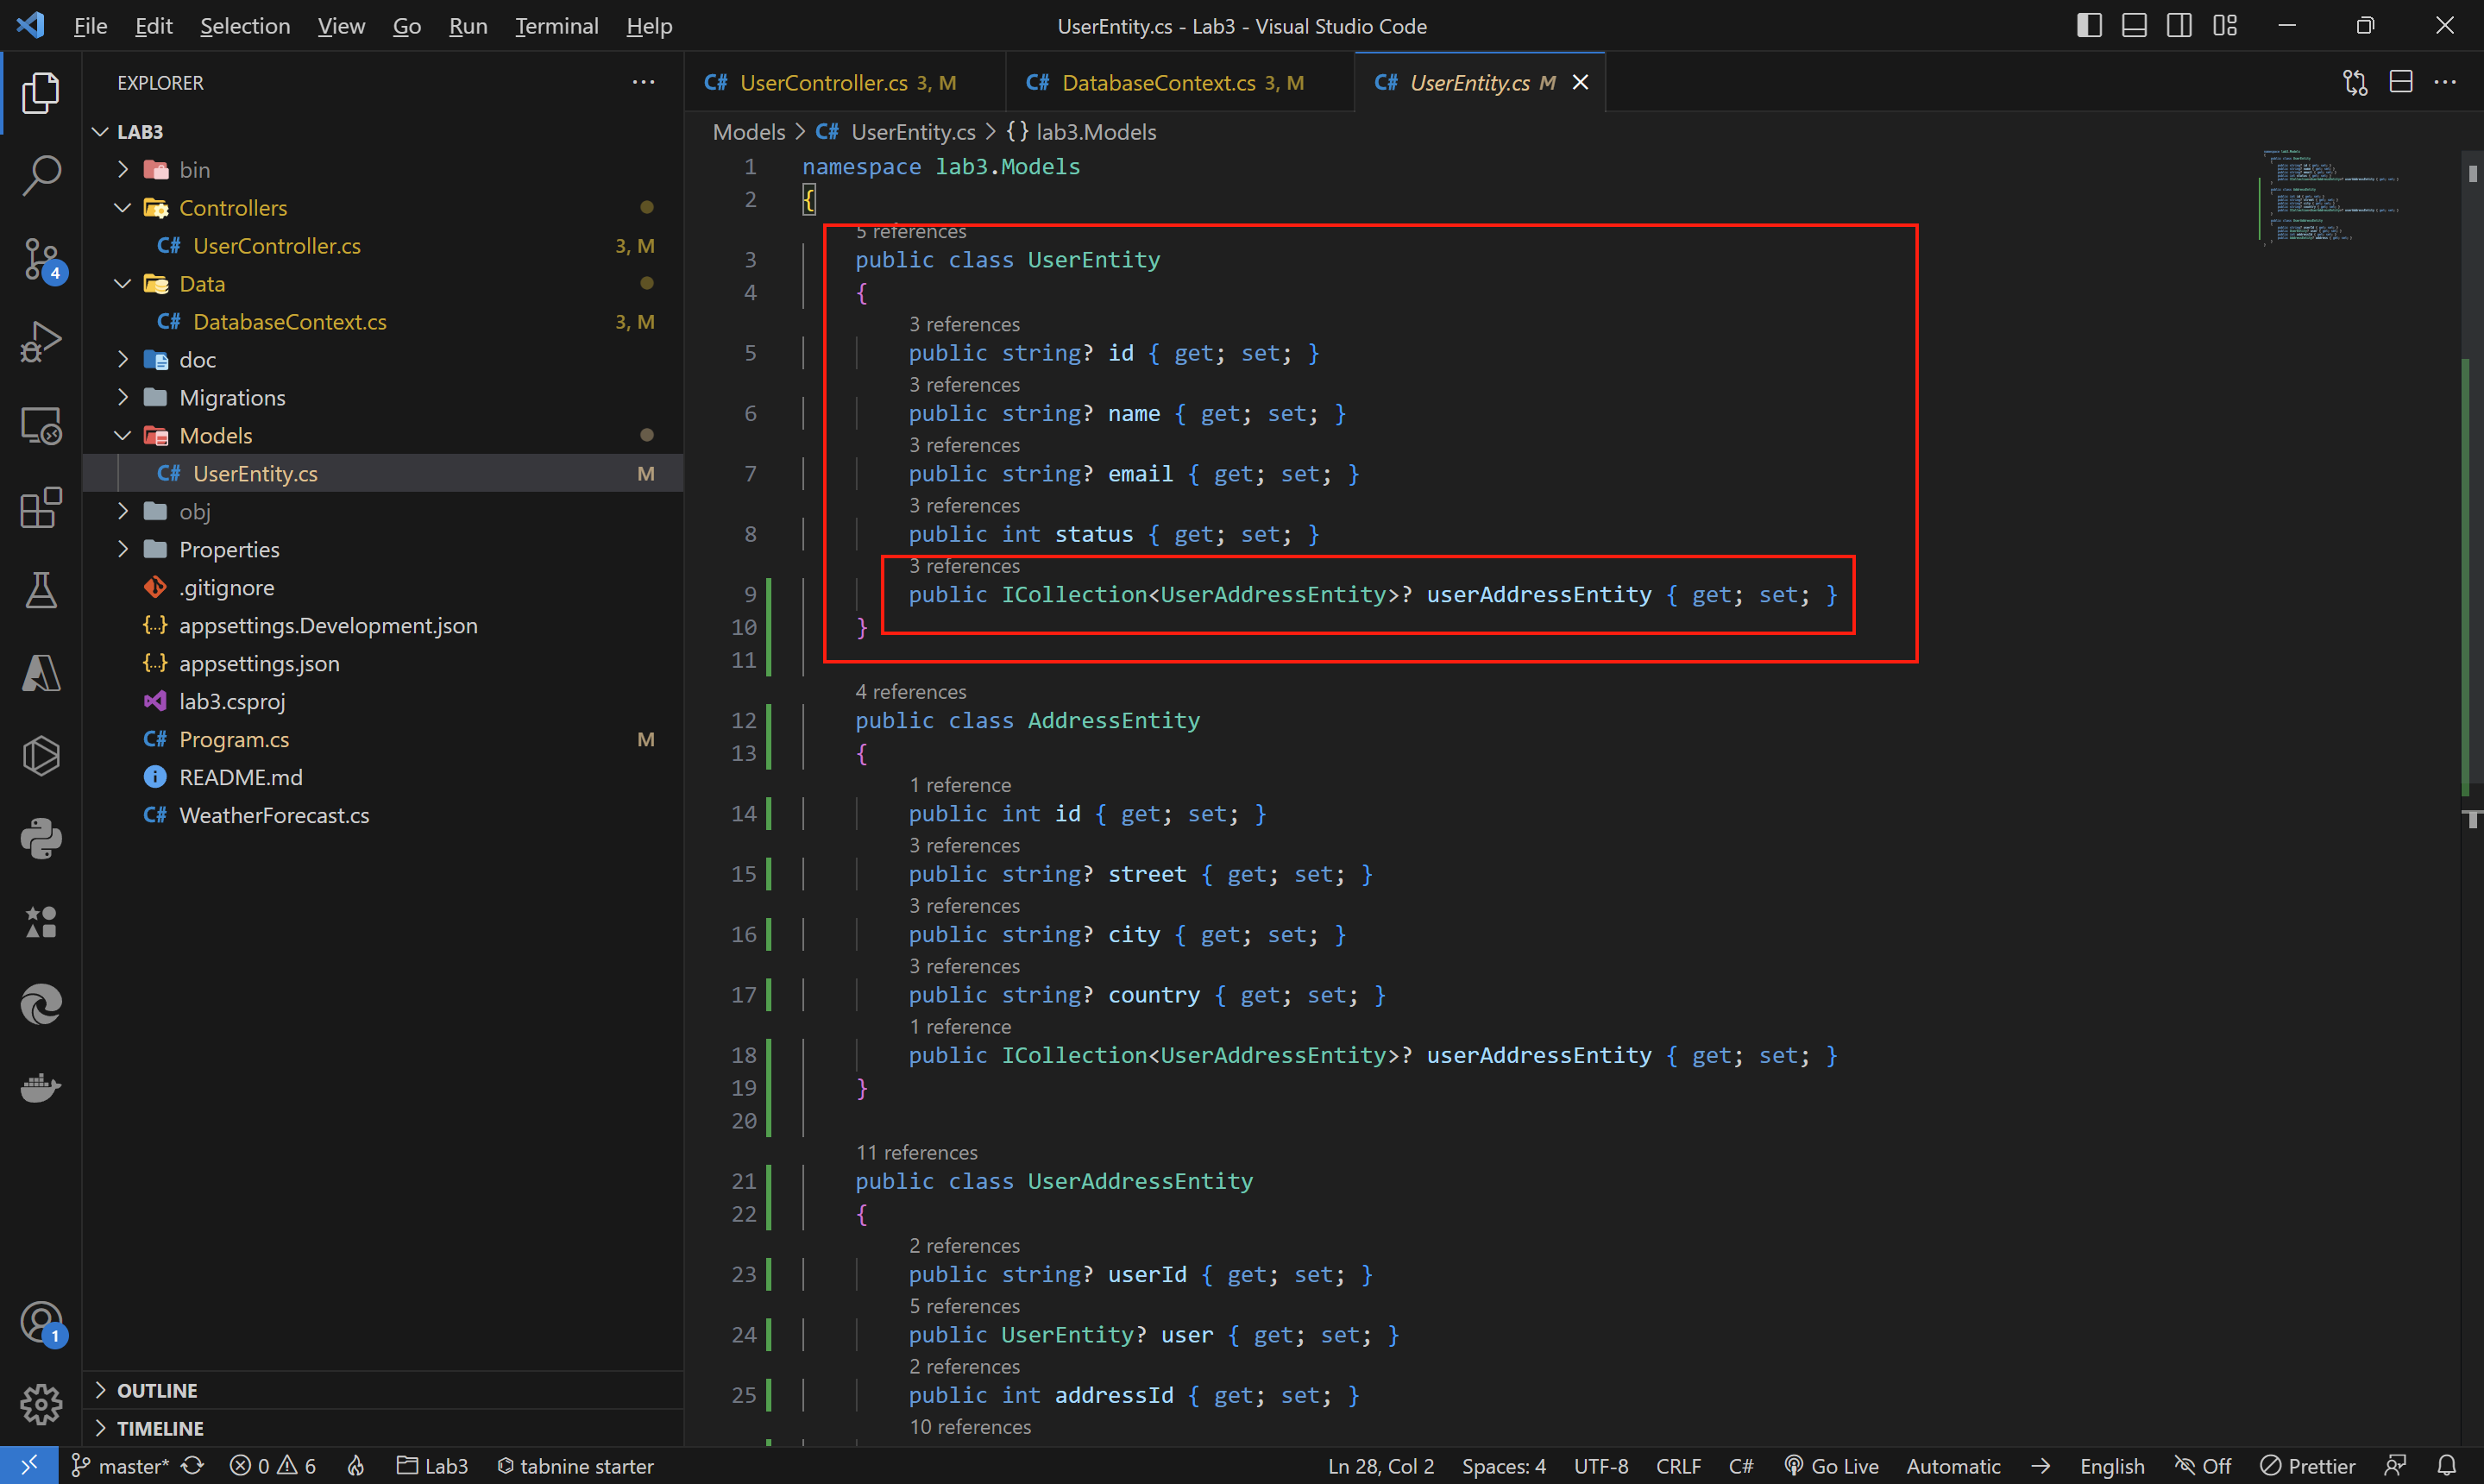 File Edit Selection View Go Run Terminal Help
UserEntity.cs - Lab3 - Visual Studio Code
EXPLORER
LAB3
bin
Controllers
C# UserController.cs 3, M
Data
C# DatabaseContext.cs 3, M
doc
Migrations
Models
C# UserEntity.cs M
obj
Properties
.gitignore
{..} appsettings.Development.json
{..} appsettings.json
lab3.csproj
C# Program.cs M
README.md
C# WeatherForecast.cs
OUTLINE
TIMELINE
4
1
C# UserController.cs 3, M
C# DatabaseContext.cs 3, M
C# UserEntity.cs M
Models > C# UserEntity.cs > {} lab3.Models
1 namespace lab3.Models
2 {
5 references
3 public class UserEntity
4 {
3 references
5 public string? id { get; set; }
3 references
6 public string? name { get; set; }
3 references
7 public string? email { get; set; }
3 references
8 public int status { get; set; }
3 references
9 public ICollection<UserAddressEntity>? userAddressEntity { get; set; }
10 }
11
4 references
12 public class AddressEntity
13 {
1 reference
14 public int id { get; set; }
3 references
15 public string? street { get; set; }
3 references
16 public string? city { get; set; }
3 references
17 public string? country { get; set; }
1 reference
18 public ICollection<UserAddressEntity>? userAddressEntity { get; set; }
19 }
20
11 references
21 public class UserAddressEntity
22 {
2 references
23 public string? userId { get; set; }
5 references
24 public UserEntity? user { get; set; }
2 references
25 public int addressId { get; set; }
10 references
master* 0 6 Lab3 tabnine starter
Ln 28, Col 2 Spaces: 4 UTF-8 CRLF C# Go Live Automatic → English Off Prettier